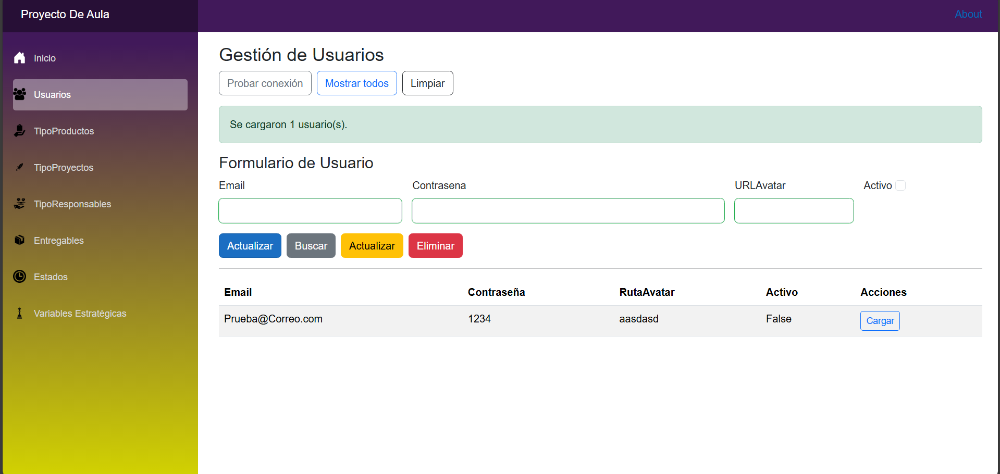 Proyecto De Aula
About
Inicio
Usuarios
TipoProductos
TipoProyectos
TipoResponsables
Entregables
Estados
Variables Estratégicas
Gestión de Usuarios
Probar conexión Mostrar todos Limpiar
Se cargaron 1 usuario(s).
Formulario de Usuario
Email Contrasena URLAvatar Activo
Actualizar Buscar Actualizar Eliminar
Email Contraseña RutaAvatar Activo Acciones
Prueba@Correo.com 1234 aasdasd False Cargar